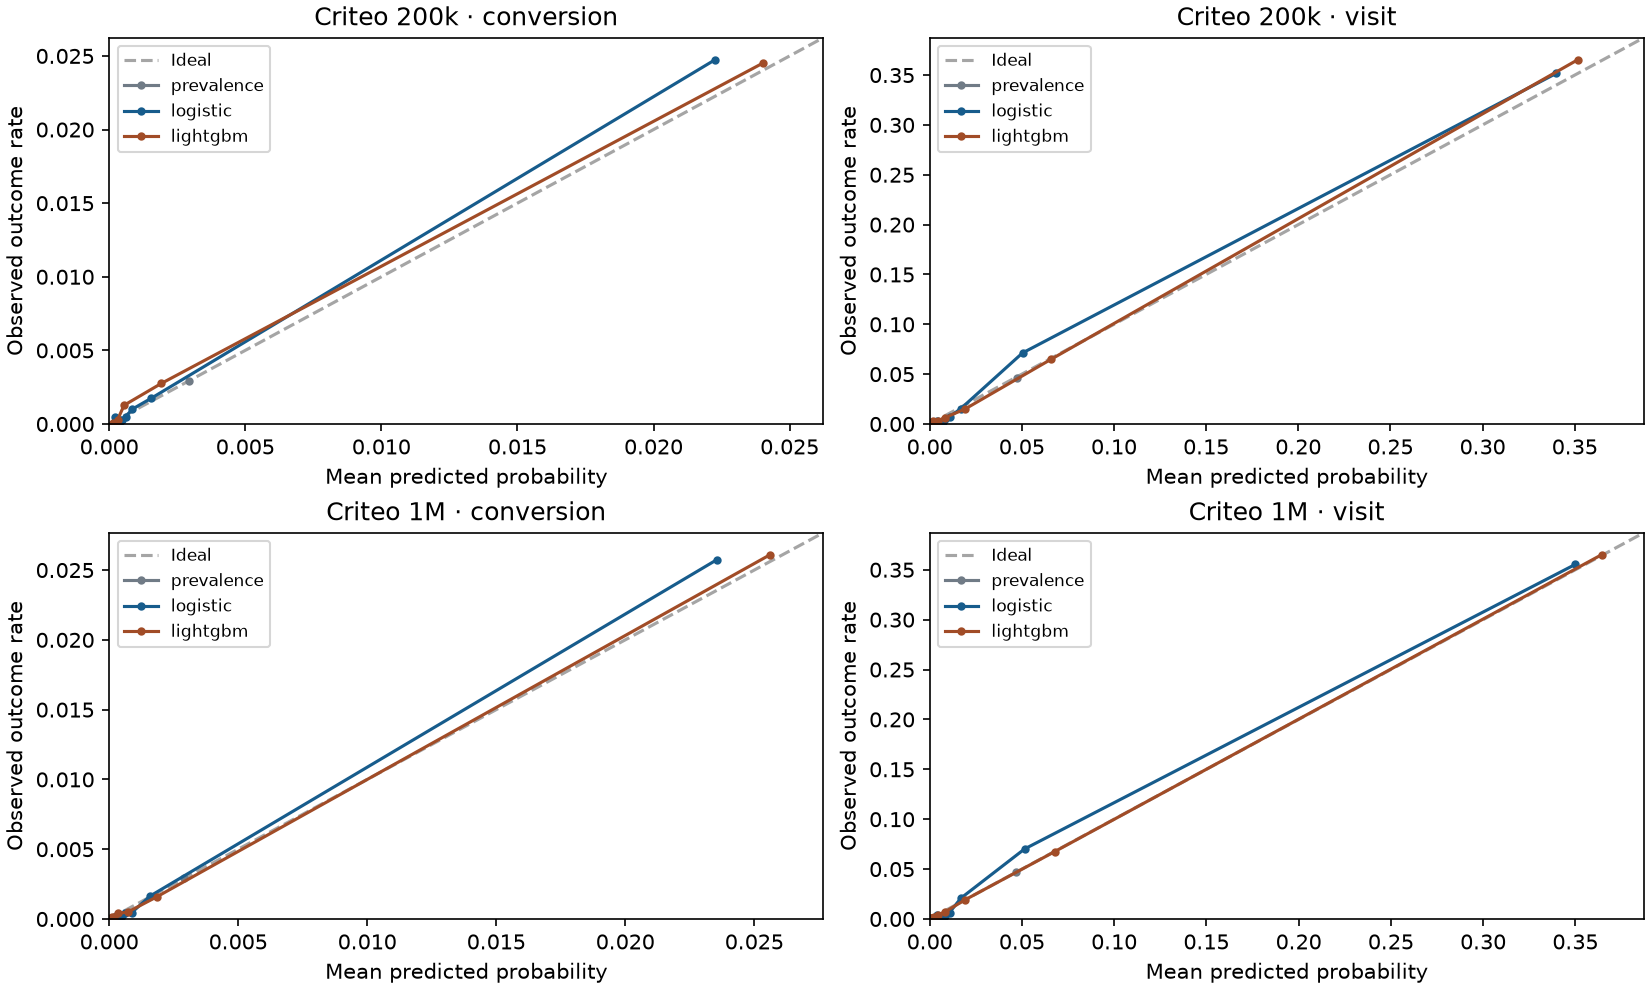 Criteo 200k · conversion
Observed outcome rate
0.025
0.020
0.015
0.010
0.005
0.000
Ideal
prevalence
logistic
lightgbm
0.000 0.005 0.010 0.015 0.020 0.025
Mean predicted probability
Criteo 200k · visit
Observed outcome rate
0.35
0.30
0.25
0.20
0.15
0.10
0.05
0.00
Ideal
prevalence
logistic
lightgbm
0.00 0.05 0.10 0.15 0.20 0.25 0.30 0.35
Mean predicted probability
Criteo 1M · conversion
Observed outcome rate
0.025
0.020
0.015
0.010
0.005
0.000
Ideal
prevalence
logistic
lightgbm
0.000 0.005 0.010 0.015 0.020 0.025
Mean predicted probability
Criteo 1M · visit
Observed outcome rate
0.35
0.30
0.25
0.20
0.15
0.10
0.05
0.00
Ideal
prevalence
logistic
lightgbm
0.00 0.05 0.10 0.15 0.20 0.25 0.30 0.35
Mean predicted probability